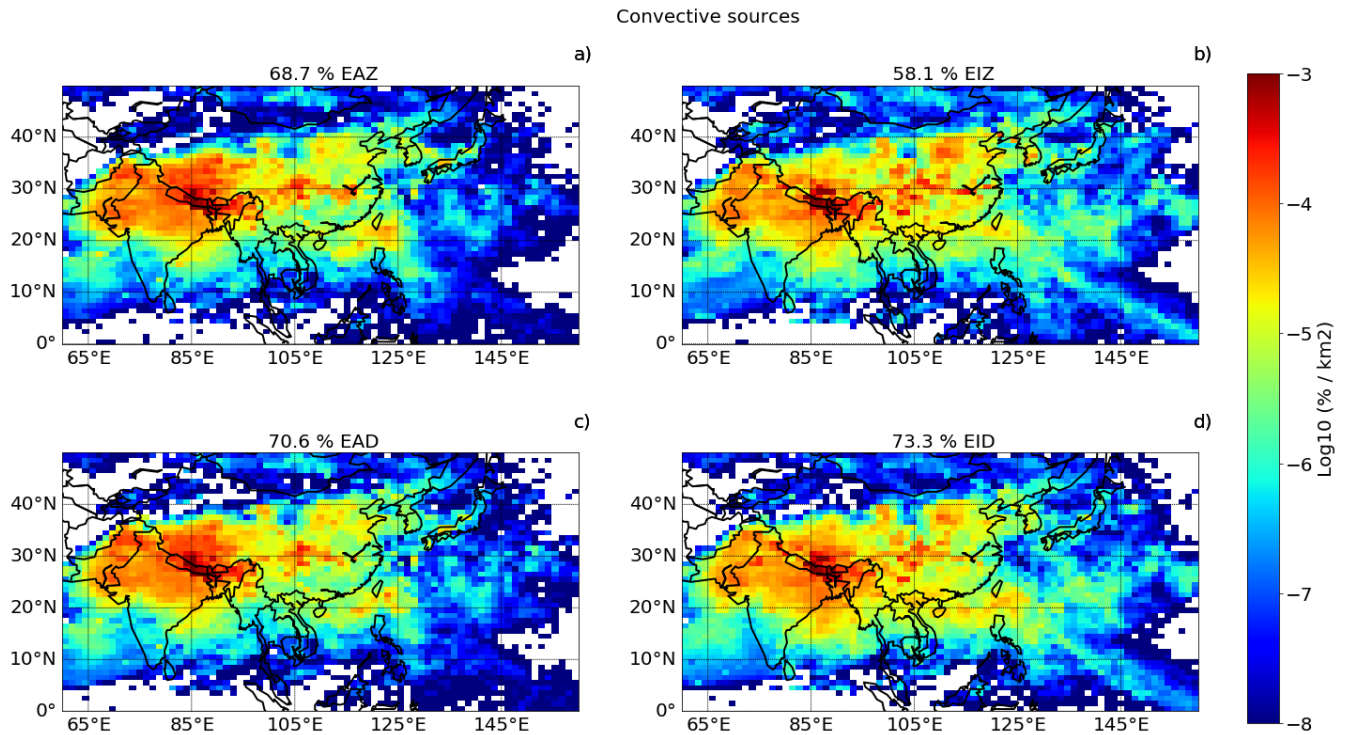 Convective sources
a)
68.7 % EAZ
40°N
30°N
20°N
10°N
0°
65°E 85°E 105°E 125°E 145°E
b)
58.1 % EIZ
40°N
30°N
20°N
10°N
0°
65°E 85°E 105°E 125°E 145°E
c)
70.6 % EAD
40°N
30°N
20°N
10°N
0°
65°E 85°E 105°E 125°E 145°E
d)
73.3 % EID
40°N
30°N
20°N
10°N
0°
65°E 85°E 105°E 125°E 145°E
−3
−4
−5
−6
−7
−8
Log10 (% / km2)